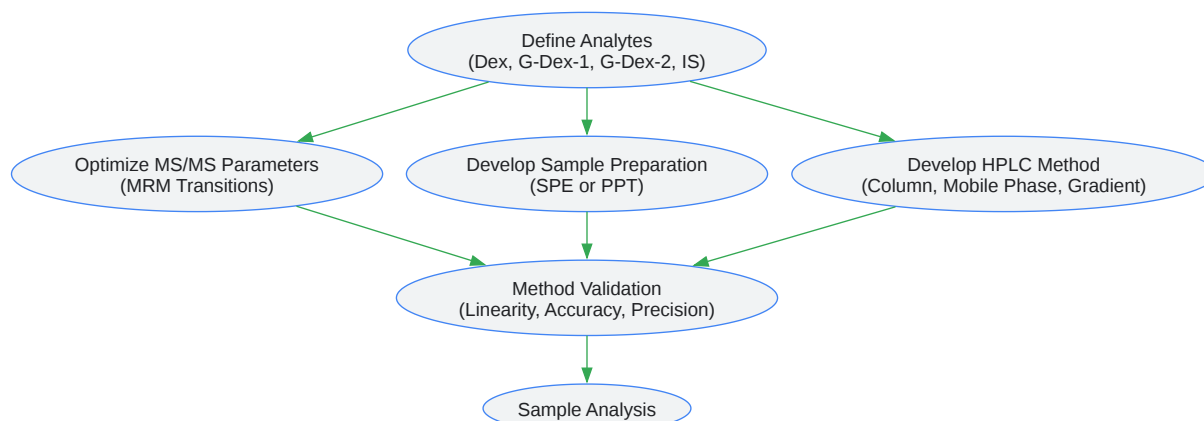 Define Analytes
(Dex, G-Dex-1, G-Dex-2, IS)
Optimize MS/MS Parameters
(MRM Transitions)
Develop Sample Preparation
(SPE or PPT)
Develop HPLC Method
(Column, Mobile Phase, Gradient)
Method Validation
(Linearity, Accuracy, Precision)
Sample Analysis